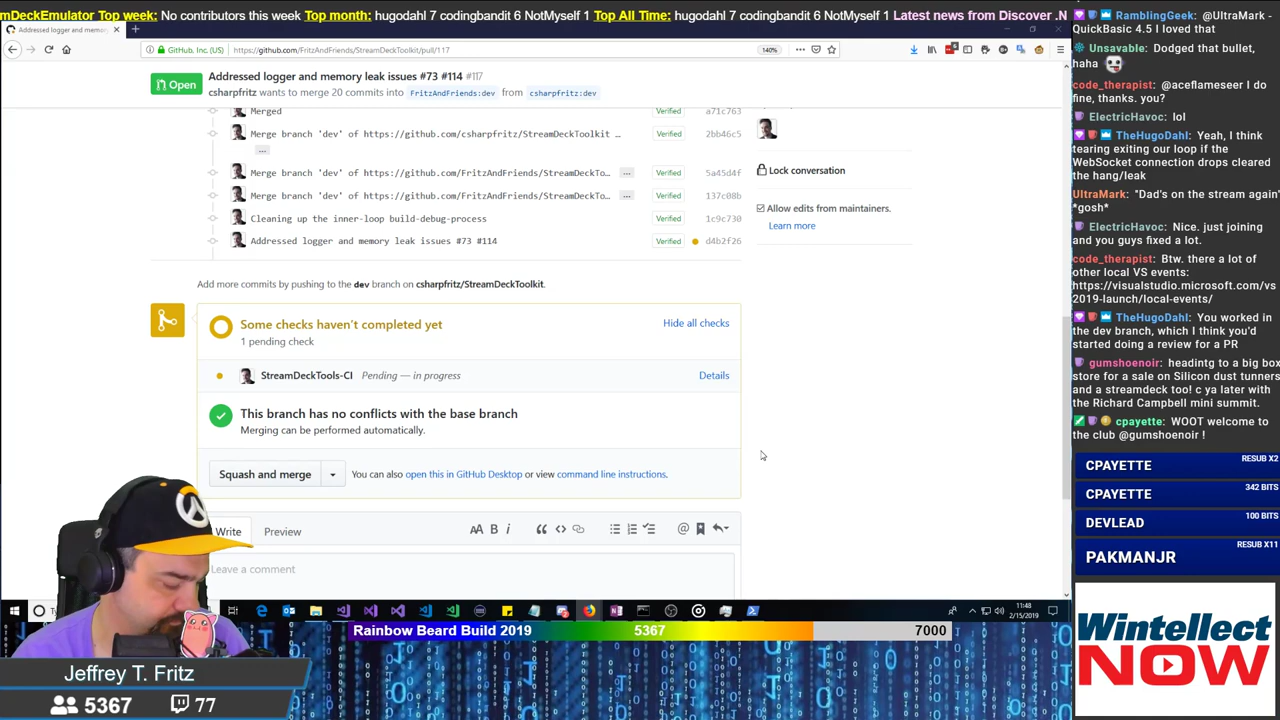 mDeckEmulator Top week: No contributors this week Top month: hugodahl 7 codingbandit 6 NotMyself 1 Top All Time: hugodahl 7 codingbandit 6 NotMyself 1 Latest news from Discover .N
Addressed logger and memory
GitHub, Inc. (US)
https://github.com/FritzAndFriends/StreamDeckToolkit/pull/117
140%
Open
Addressed logger and memory leak issues #73 #114 #117
csharpfritz wants to merge 20 commits into FritzAndFriends:dev from csharpfritz:dev
Merged
Verified
a71c763
Merge branch 'dev' of https://github.com/csharpfritz/StreamDeckToolkit …
Verified
2bb46c5
…
Merge branch 'dev' of https://github.com/FritzAndFriends/StreamDeckTo…
…
Verified
5a45d4f
Merge branch 'dev' of https://github.com/FritzAndFriends/StreamDeckTo…
…
Verified
137c08b
Cleaning up the inner-loop build-debug-process
Verified
1c9c730
Addressed logger and memory leak issues #73 #114
Verified
d4b2f26
Lock conversation
Allow edits from maintainers.
Learn more
Add more commits by pushing to the dev branch on csharpfritz/StreamDeckToolkit.
Some checks haven't completed yet
1 pending check
Hide all checks
StreamDeckTools-CI Pending — in progress
Details
This branch has no conflicts with the base branch
Merging can be performed automatically.
Squash and merge
You can also open this in GitHub Desktop or view command line instructions.
Write
Preview
AA B i
Leave a comment
11:48
2/15/2019
RamblingGeek: @UltraMark -
QuickBasic 4.5 I loved that
Unsavable: Dodged that bullet,
haha
code_therapist: @aceflameseer I do
fine, thanks. you?
ElectricHavoc: lol
TheHugoDahl: Yeah, I think
tearing exiting our loop if the
WebSocket connection drops cleared
the hang/leak
UltraMark: "Dad's on the stream again"
*gosh*
ElectricHavoc: Nice. just joining
and you guys fixed a lot.
code_therapist: Btw. there a lot of
other local VS events:
https://visualstudio.microsoft.com/vs
2019-launch/local-events/
TheHugoDahl: You worked in
the dev branch, which I think you'd
started doing a review for a PR
gumshoenoir: headintg to a big box
store for a sale on Silicon dust tunners
and a streamdeck too! c ya later with
the Richard Campbell mini summit.
cpayette: WOOT welcome to
the club @gumshoenoir !
CPAYETTE
RESUB X2
CPAYETTE
342 BITS
DEVLEAD
100 BITS
PAKMANJR
RESUB X11
Wintellect
NOW
Rainbow Beard Build 2019
5367
7000
Jeffrey T. Fritz
5367
77